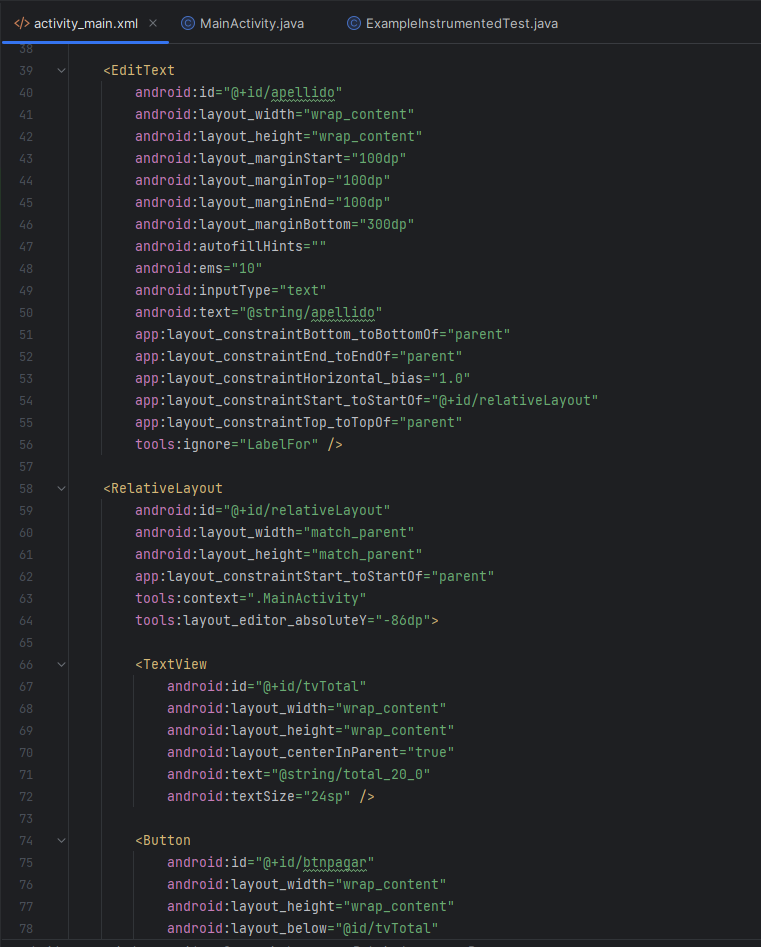 activity_main.xml MainActivity.java ExampleInstrumentedTest.java
38
39 <EditText
40 android:id="@+id/apellido"
41 android:layout_width="wrap_content"
42 android:layout_height="wrap_content"
43 android:layout_marginStart="100dp"
44 android:layout_marginTop="100dp"
45 android:layout_marginEnd="100dp"
46 android:layout_marginBottom="300dp"
47 android:autofillHints=""
48 android:ems="10"
49 android:inputType="text"
50 android:text="@string/apellido"
51 app:layout_constraintBottom_toBottomOf="parent"
52 app:layout_constraintEnd_toEndOf="parent"
53 app:layout_constraintHorizontal_bias="1.0"
54 app:layout_constraintStart_toStartOf="@+id/relativeLayout"
55 app:layout_constraintTop_toTopOf="parent"
56 tools:ignore="LabelFor" />
57
58 <RelativeLayout
59 android:id="@+id/relativeLayout"
60 android:layout_width="match_parent"
61 android:layout_height="match_parent"
62 app:layout_constraintStart_toStartOf="parent"
63 tools:context=".MainActivity"
64 tools:layout_editor_absoluteY="-86dp">
65
66 <TextView
67 android:id="@+id/tvTotal"
68 android:layout_width="wrap_content"
69 android:layout_height="wrap_content"
70 android:layout_centerInParent="true"
71 android:text="@string/total_20_0"
72 android:textSize="24sp" />
73
74 <Button
75 android:id="@+id/btnpagar"
76 android:layout_width="wrap_content"
77 android:layout_height="wrap_content"
78 android:layout_below="@id/tvTotal"